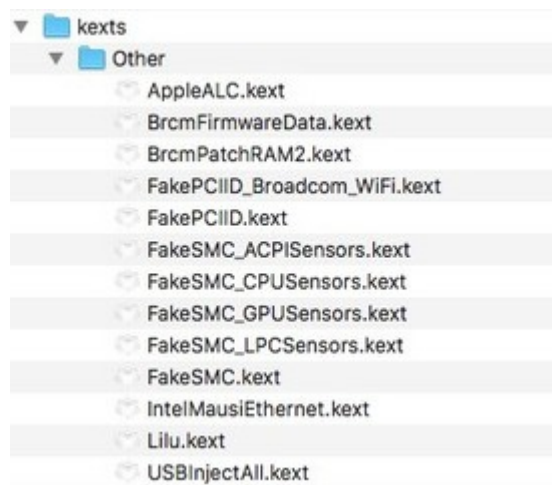 kexts
Other
AppleALC.kext
BrcmFirmwareData.kext
BrcmPatchRAM2.kext
FakePCIID_Broadcom_WiFi.kext
FakePCIID.kext
FakeSMC_ACPISensors.kext
FakeSMC_CPUSensors.kext
FakeSMC_GPUSensors.kext
FakeSMC_LPCSensors.kext
FakeSMC.kext
IntelMausiEthernet.kext
Lilu.kext
USBInjectAll.kext